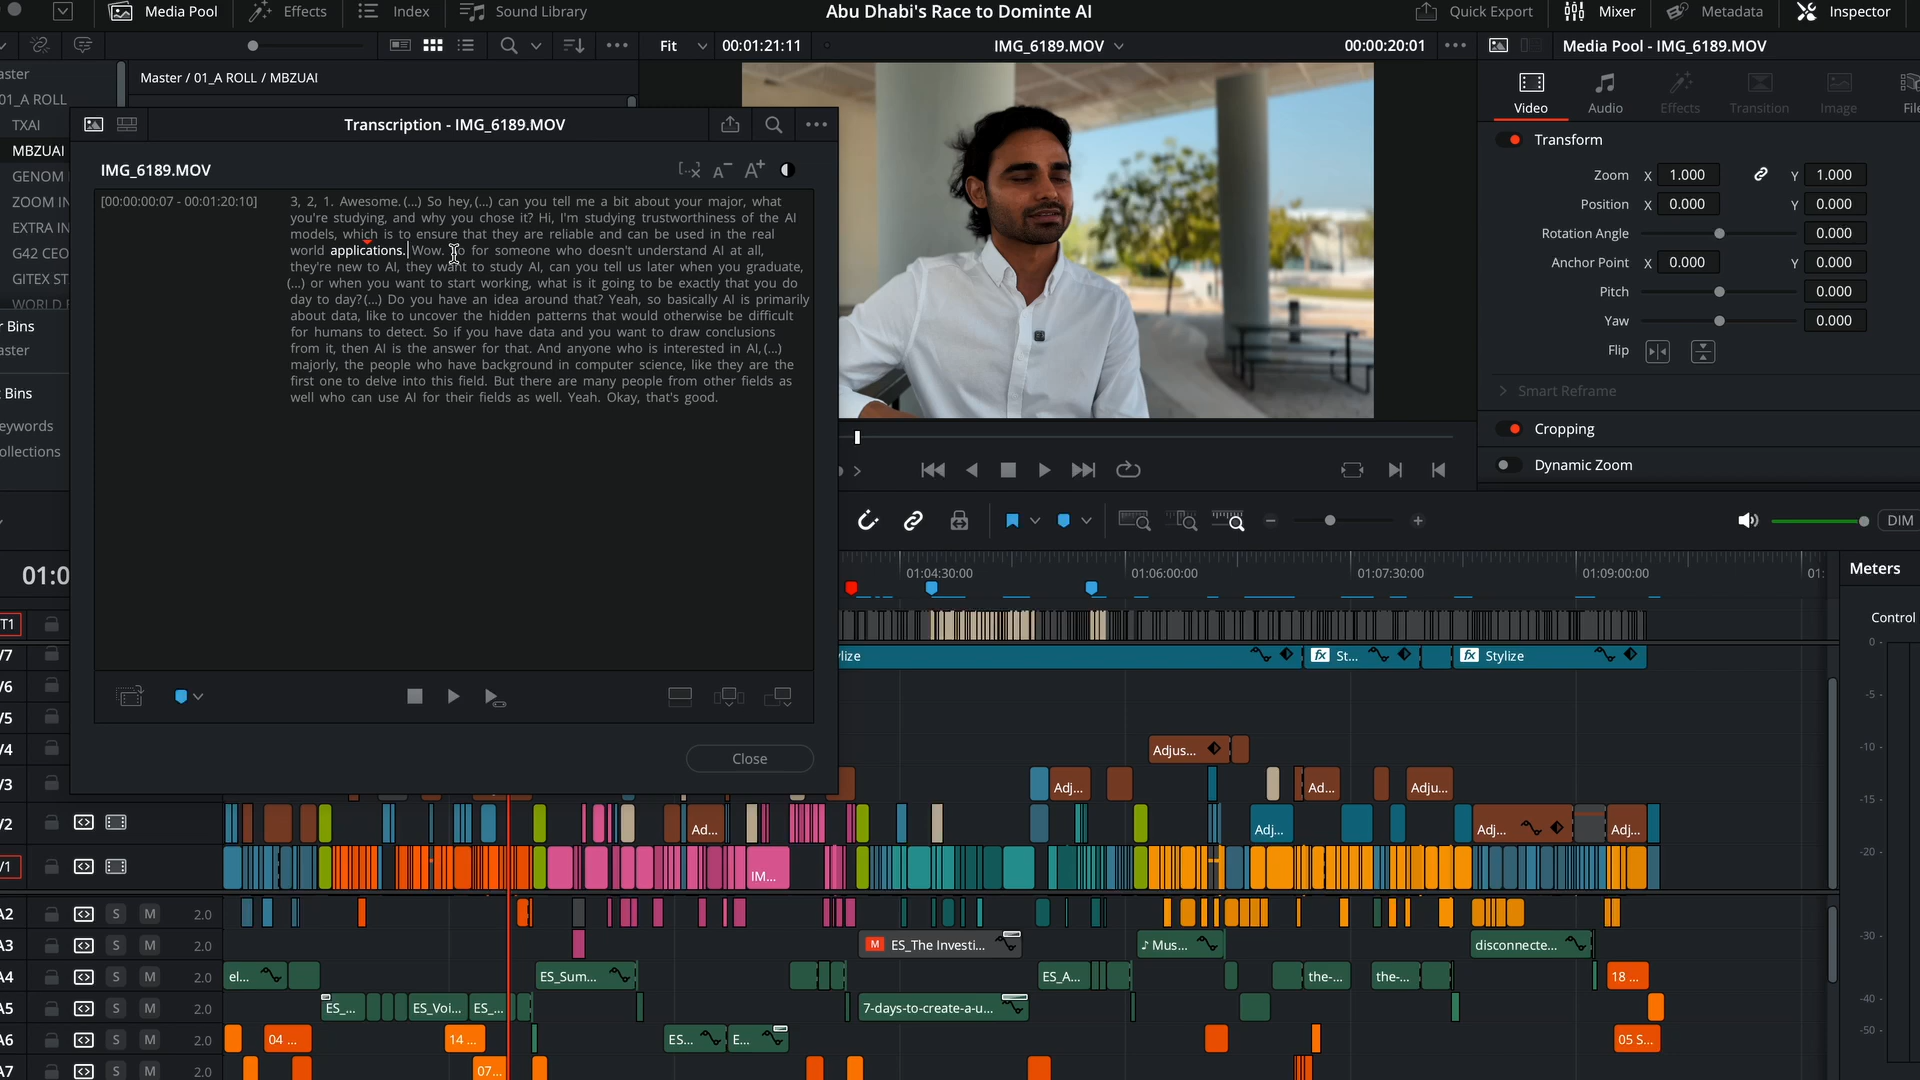 Media Pool
Effects
Index
Sound Library
Abu Dhabi's Race to Dominte AI
Quick Export
Mixer
Metadata
Inspector
Fit
00:01:21:11
IMG_6189.MOV
00:00:20:01
Media Pool - IMG_6189.MOV
aster
01_A ROLL
TXAI
MBZUAI
GENOM
ZOOM IN
EXTRA IN
G42 CEO
GITEX ST
WORLD
r Bins
aster
t Bins
eywords
ollections
Master / 01_A ROLL / MBZUAI
Transcription - IMG_6189.MOV
IMG_6189.MOV
A−
A+
[00:00:00:07 - 00:01:20:10]
3, 2, 1. Awesome. (...) So hey, (...) can you tell me a bit about your major, what
you're studying, and why you chose it? Hi, I'm studying trustworthiness of the AI
models, which is to ensure that they are reliable and can be used in the real
world applications. Wow. So for someone who doesn't understand AI at all,
they're new to AI, they want to study AI, can you tell us later when you graduate,
(...) or when you want to start working, what is it going to be exactly that you do
day to day? (...) Do you have an idea around that? Yeah, so basically AI is primarily
about data, like to uncover the hidden patterns that would otherwise be difficult
for humans to detect. So if you have data and you want to draw conclusions
from it, then AI is the answer for that. And anyone who is interested in AI, (...)
majorly, the people who have background in computer science, like they are the
first one to delve into this field. But there are many people from other fields as
well who can use AI for their fields as well. Yeah. Okay, that's good.
Close
Video
Audio
Effects
Transition
Image
File
Transform
Zoom X 1.000 Y 1.000
Position X 0.000 Y 0.000
Rotation Angle 0.000
Anchor Point X 0.000 Y 0.000
Pitch 0.000
Yaw 0.000
Flip
Smart Reframe
Cropping
Dynamic Zoom
DIM
01:0
01:04:30:00
01:06:00:00
01:07:30:00
01:09:00:00
01:
Meters
Control
0
-5
-10
-15
-20
-30
-40
-50
T1
V7
lize
fx St...
fx Stylize
V6
V5
V4
Adjus...
V3
Adj...
Ad...
Adju...
V2
Ad...
Adj...
Adj...
Adj...
V1
IM...
A2 S M 2.0
A3 S M 2.0
M ES_The Investi...
Mus...
disconnecte...
A4 S M 2.0
el...
ES_Sum...
ES_A...
the-...
the-...
18 ...
A5 S M 2.0
ES_...
ES_Voi...
ES_...
7-days-to-create-a-u...
A6 S M 2.0
04 ...
14 ...
ES...
E...
05 S...
A7 S M 2.0
07...